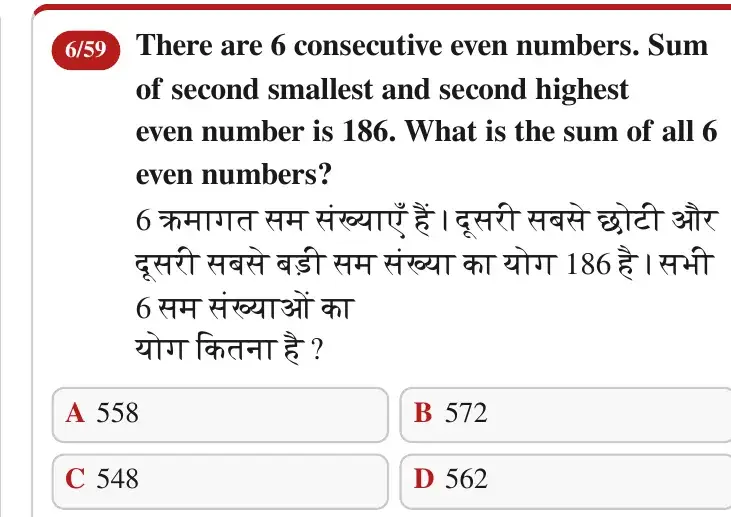 6/59 There are 6 consecutive even numbers. Sum
of second smallest and second highest
even number is 186. What is the sum of all 6
even numbers?
6 क्रमागत सम संख्याएँ हैं। दूसरी सबसे छोटी और
दूसरी सबसे बड़ी सम संख्या का योग 186 है। सभी
6 सम संख्याओं का
योग कितना है ?
A 558 B 572
C 548 D 562